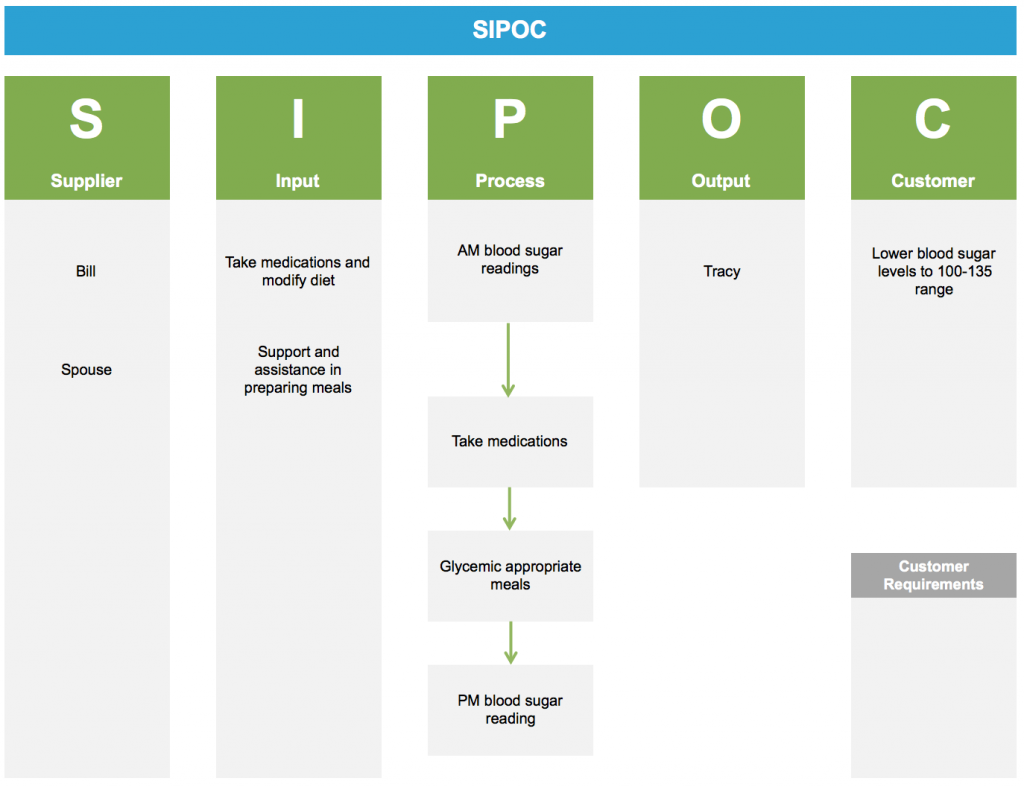 SIPOC
S
Supplier
Bill
Spouse
I
Input
Take medications and
modify diet
Support and
assistance in
preparing meals
P
Process
AM blood sugar
readings
Take medications
Glycemic appropriate
meals
PM blood sugar
reading
O
Output
Tracy
C
Customer
Lower blood sugar
levels to 100-135
range
Customer
Requirements